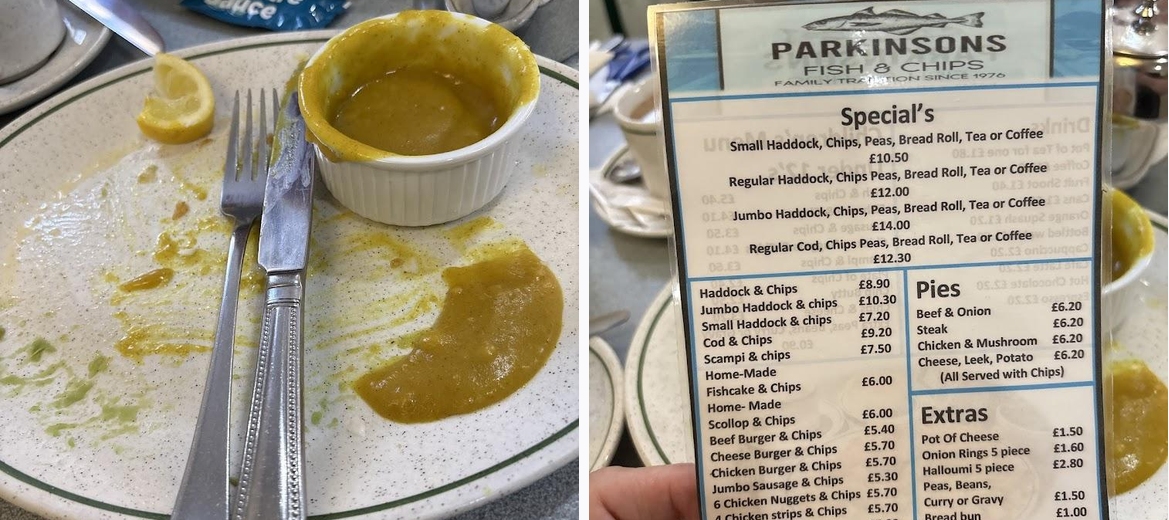 sauce
PARKINSONS
FISH & CHIPS
FAMILY TRADITION SINCE 1976
Special's
Small Haddock, Chips, Peas, Bread Roll, Tea or Coffee
£10.50
Regular Haddock, Chips Peas, Bread Roll, Tea or Coffee
£12.00
Jumbo Haddock, Chips, Peas, Bread Roll, Tea or Coffee
£14.00
Regular Cod, Chips Peas, Bread Roll, Tea or Coffee
£12.30
Haddock & Chips £8.90
Jumbo Haddock & chips £10.30
Small Haddock & chips £7.20
Cod & Chips £9.20
Scampi & chips £7.50
Home-Made
Fishcake & Chips £6.00
Home- Made
Scollop & Chips £6.00
Beef Burger & Chips £5.40
Cheese Burger & Chips £5.70
Chicken Burger & Chips £5.70
Jumbo Sausage & Chips £5.30
6 Chicken Nuggets & Chips £5.70
4 Chicken strips & Chips £5.70
Pies
Beef & Onion £6.20
Steak £6.20
Chicken & Mushroom £6.20
Cheese, Leek, Potato £6.20
(All Served with Chips)
Extras
Pot Of Cheese £1.50
Onion Rings 5 piece £1.60
Halloumi 5 piece £2.80
Peas, Beans,
Curry or Gravy £1.50
Bread bun £1.00